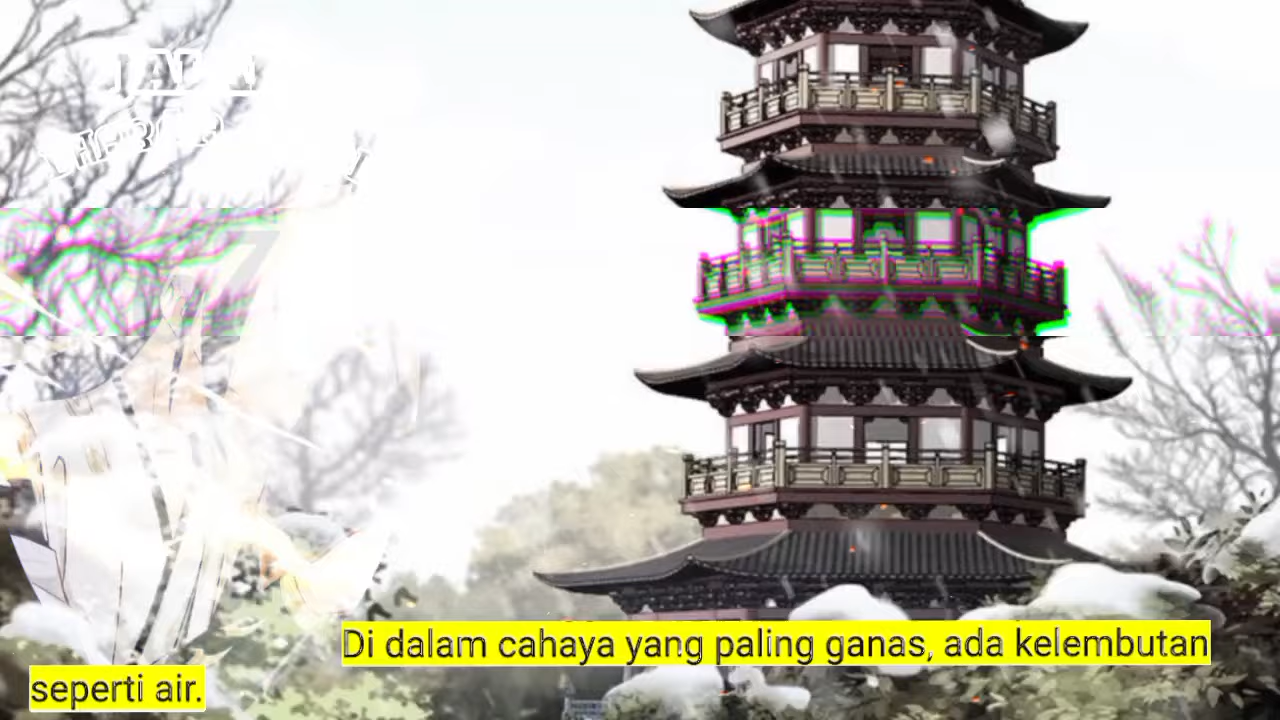 Di dalam cahaya yang paling ganas, ada kelembutan
seperti air.